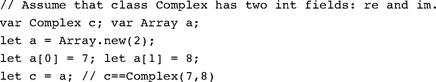 // Assume that class Complex has two int fields: re and im.
var Complex c; var Array a;
let a = Array.new(2);
let a[0] = 7; let a[1] = 8;
let c = a; // c==Complex(7,8)